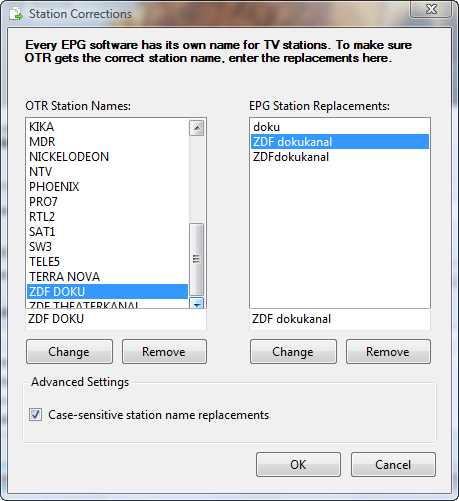 Station Corrections
Every EPG software has its own name for TV stations. To make sure
OTR gets the correct station name, enter the replacements here.
OTR Station Names:
KIKA
MDR
NICKELODEON
NTV
PHOENIX
PRO7
RTL2
SAT1
SW3
TELE5
TERRA NOVA
ZDF DOKU
ZDF THEATERKANAL
ZDF DOKU
Change
Remove
EPG Station Replacements:
doku
ZDF dokukanal
ZDFdokukanal
ZDF dokukanal
Change
Remove
Advanced Settings
Case-sensitive station name replacements
OK
Cancel